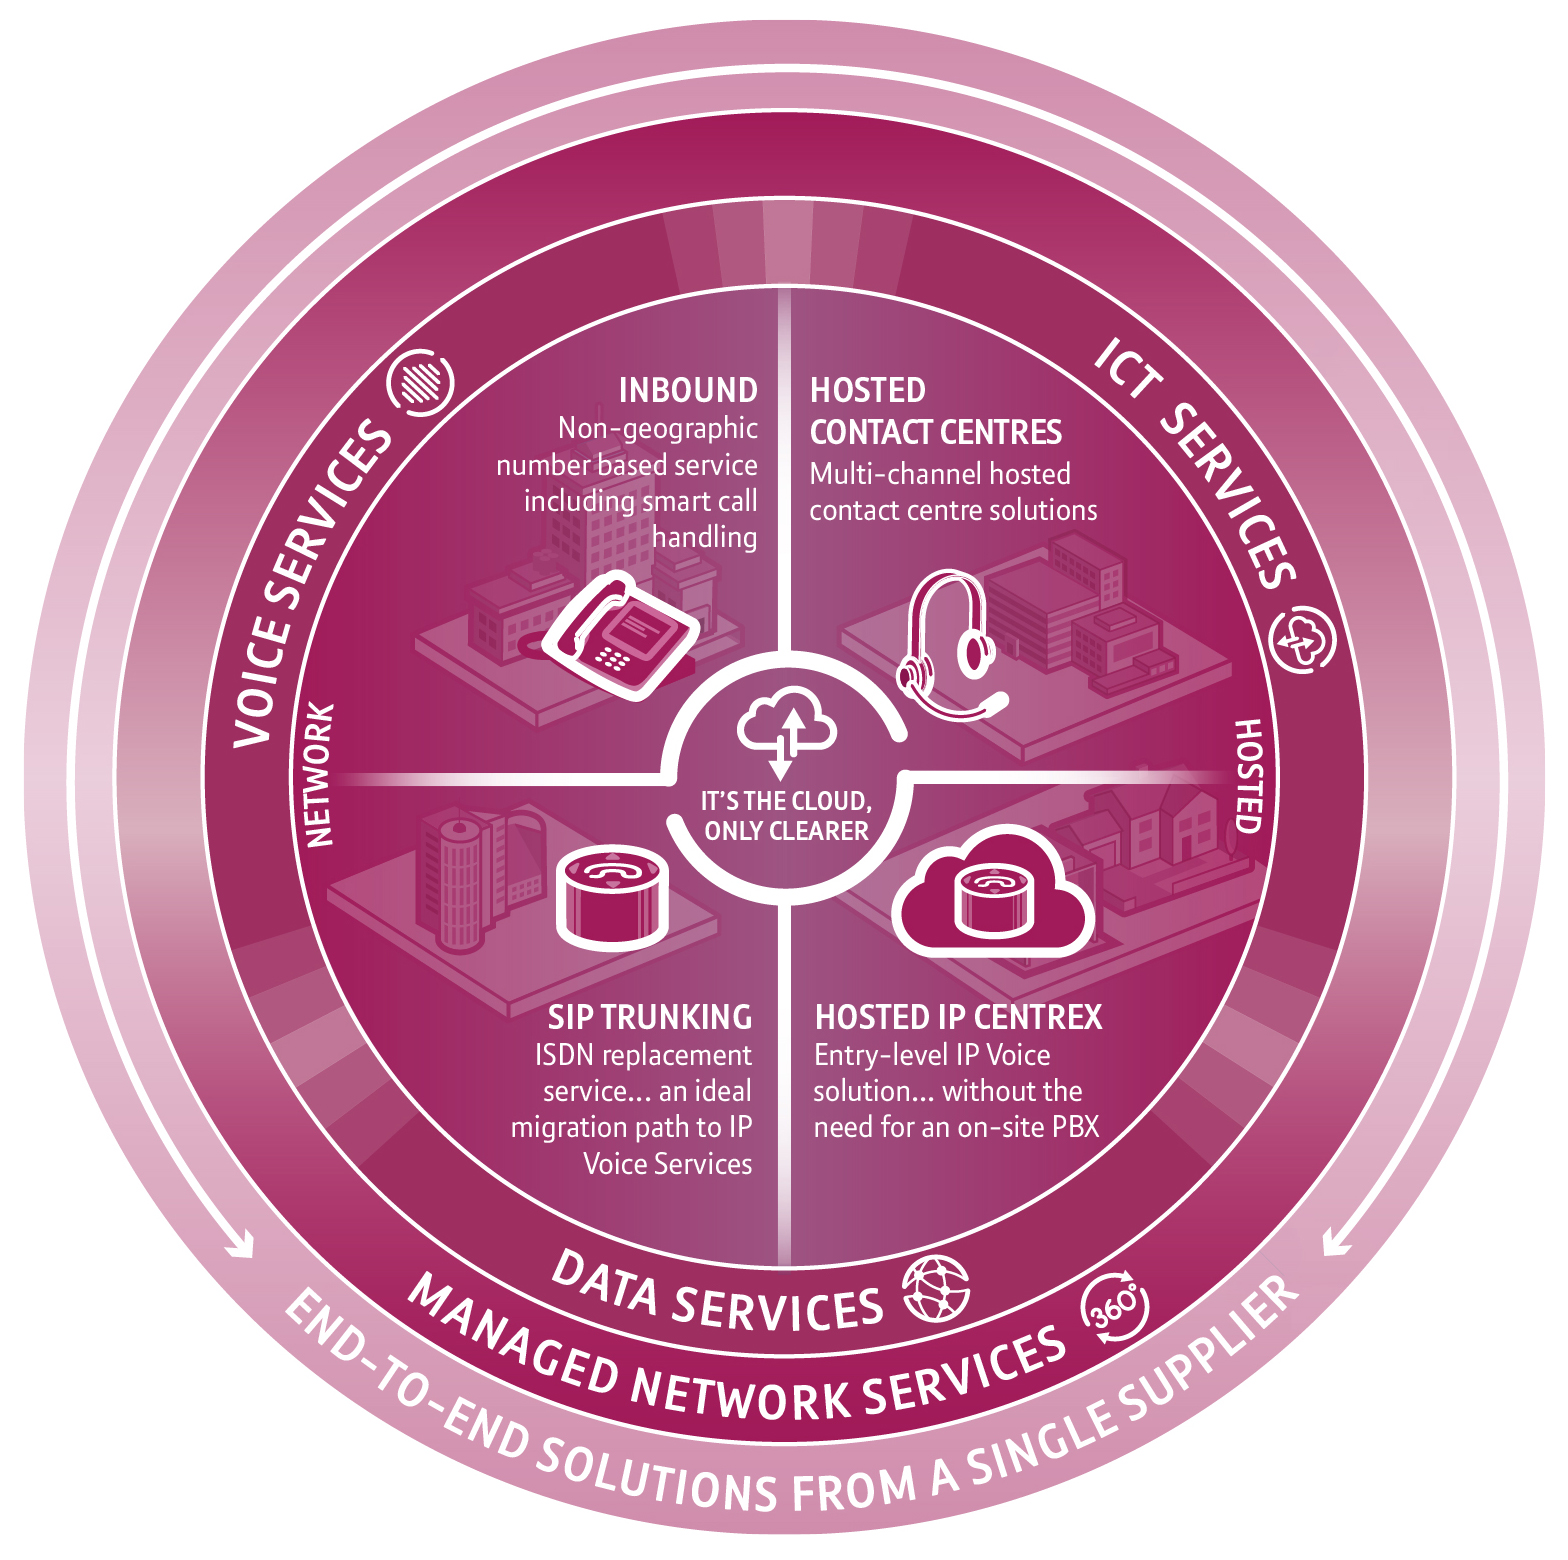 VOICE SERVICES
ICT SERVICES
NETWORK
HOSTED
INBOUND
Non-geographic
number based service
including smart call
handling
HOSTED
CONTACT CENTRES
Multi-channel hosted
contact centre solutions
IT'S THE CLOUD,
ONLY CLEARER
SIP TRUNKING
ISDN replacement
service... an ideal
migration path to IP
Voice Services
HOSTED IP CENTREX
Entry-level IP Voice
solution... without the
need for an on-site PBX
DATA SERVICES
MANAGED NETWORK SERVICES
360°
END-TO-END SOLUTIONS FROM A SINGLE SUPPLIER